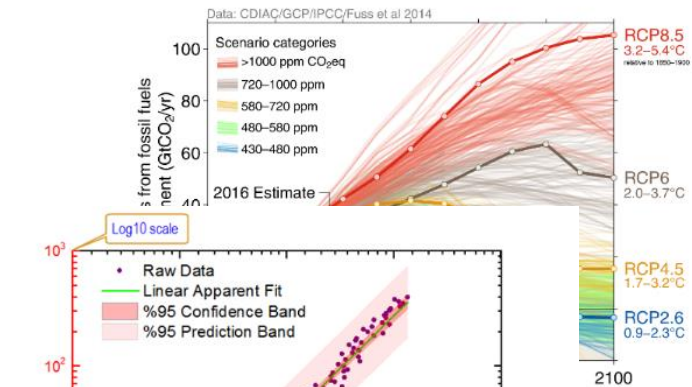 Data: CDIAC/GCP/IPCC/Fuss et al 2014
s from fossil fuels
nent (GtCO₂/yr)
100
80
60
40
Scenario categories
>1000 ppm CO₂eq
720–1000 ppm
580–720 ppm
480–580 ppm
430–480 ppm
2016 Estimate
RCP8.5
3.2–5.4°C
relative to 1850–1900
RCP6
2.0–3.7°C
RCP4.5
1.7–3.2°C
RCP2.6
0.9–2.3°C
2100
Log10 scale
10³
10²
Raw Data
Linear Apparent Fit
%95 Confidence Band
%95 Prediction Band